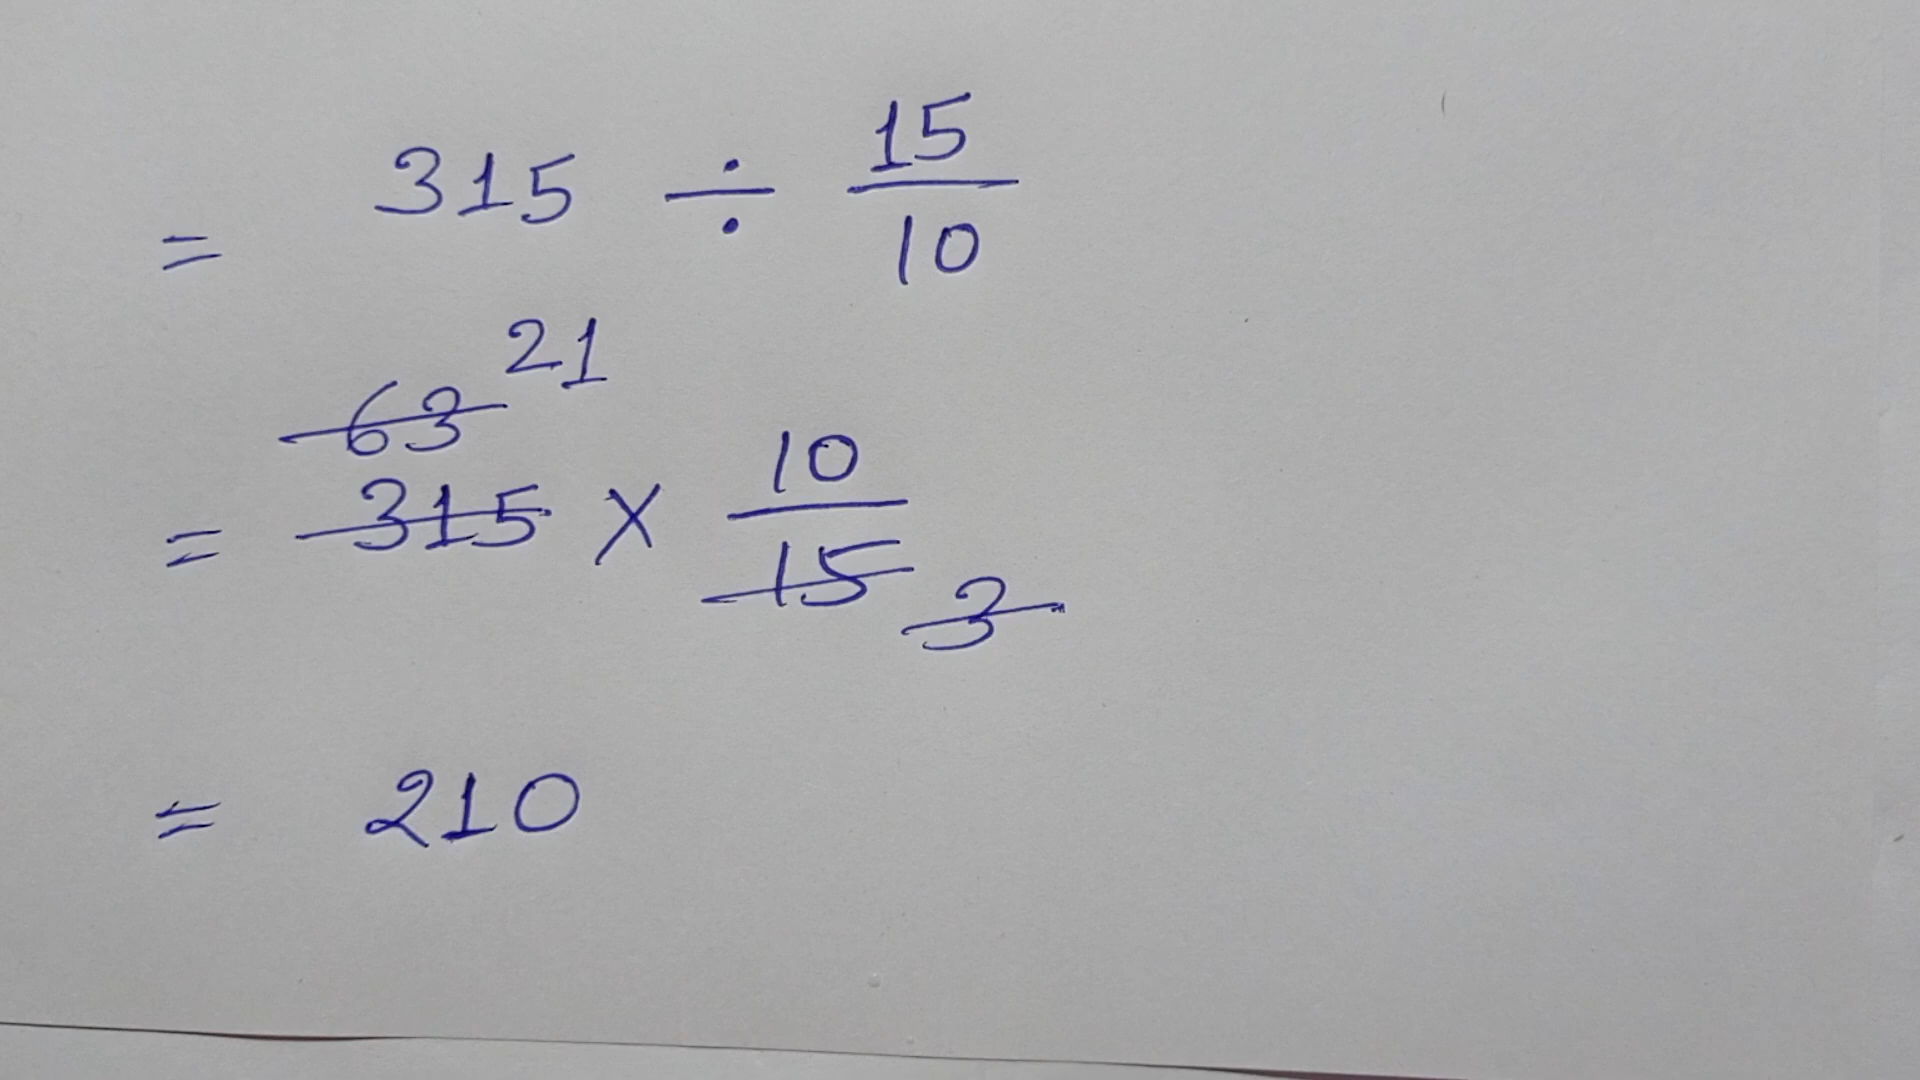 = 315 ÷ 15/10
63 21
= 315 × 10/15 3
= 210